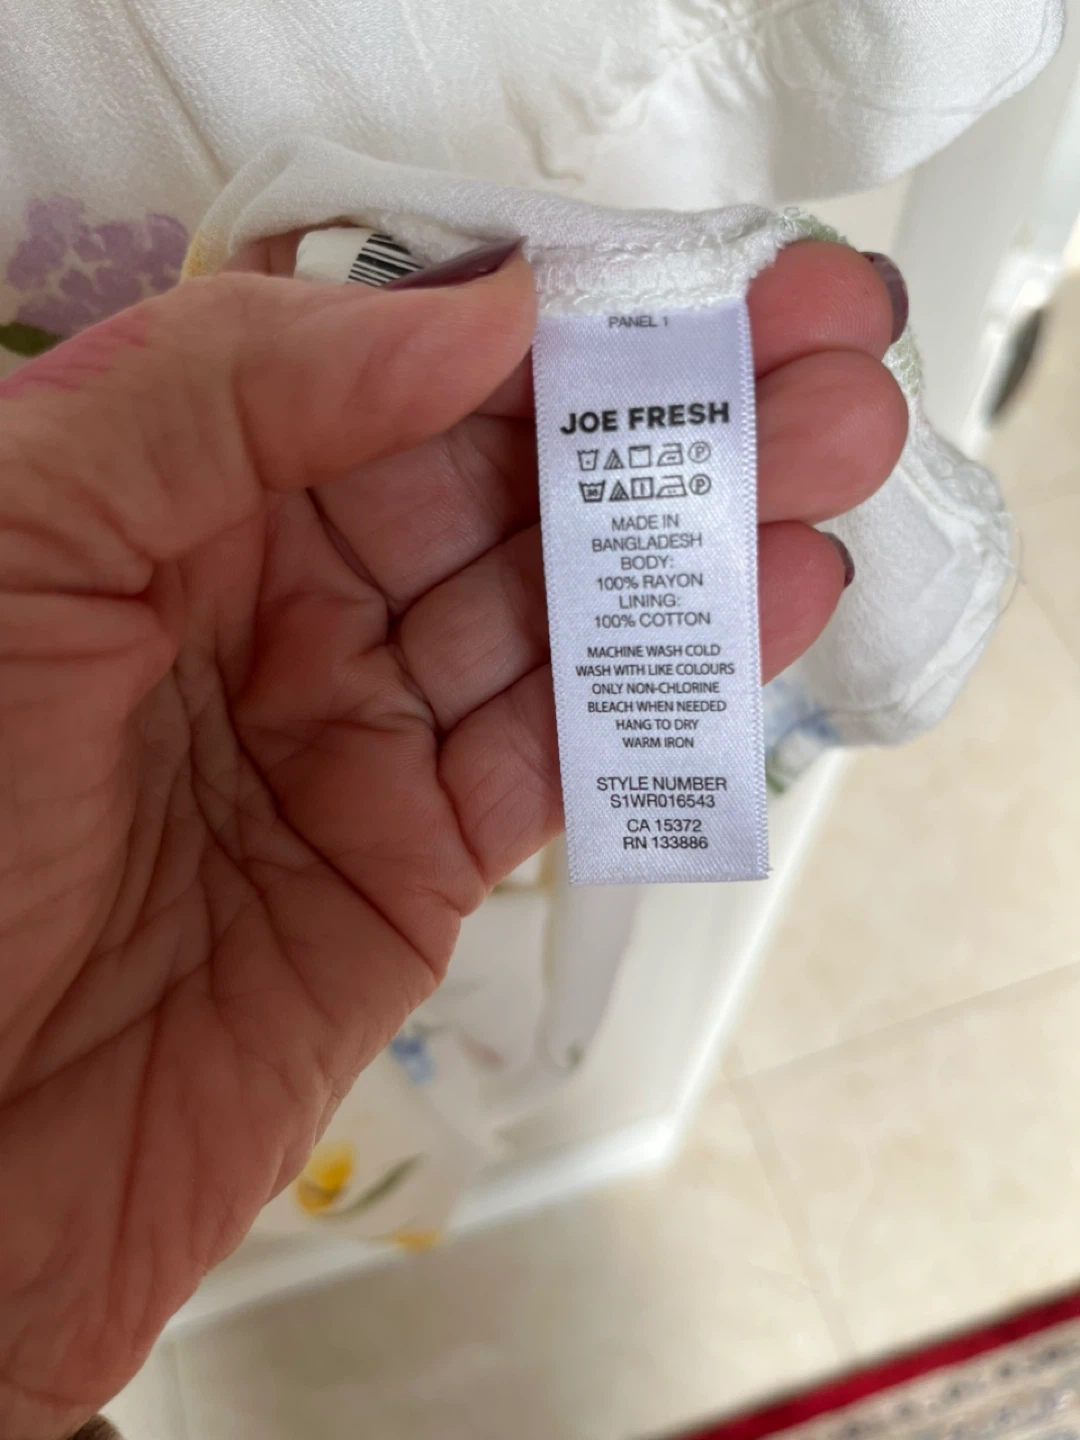 PANEL 1
JOE FRESH
MADE IN
BANGLADESH
BODY:
100% RAYON
LINING:
100% COTTON
MACHINE WASH COLD
WASH WITH LIKE COLOURS
ONLY NON-CHLORINE
BLEACH WHEN NEEDED
HANG TO DRY
WARM IRON
STYLE NUMBER
S1WR016543
CA 15372
RN 133886